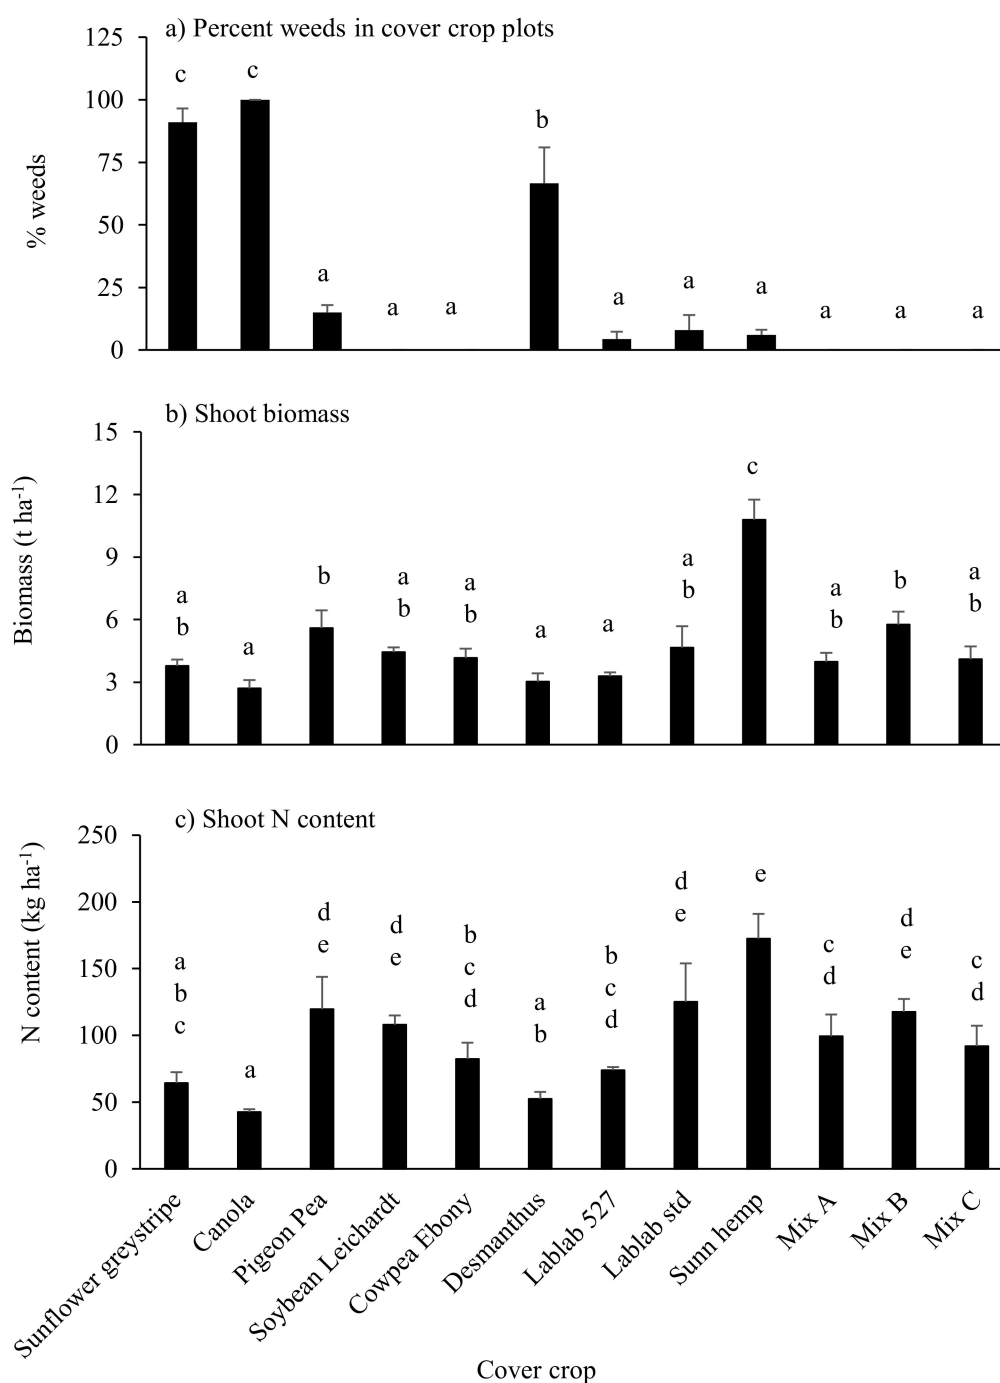 a) Percent weeds in cover crop plots
% weeds
125
100
75
50
25
0
c
c
a
a
a
b
a
a
a
a
a
a
b) Shoot biomass
Biomass (t ha⁻¹)
15
12
9
6
3
0
a
b
a
b
a
b
a
b
a
a
a
b
c
a
b
b
a
b
c) Shoot N content
N content (kg ha⁻¹)
250
200
150
100
50
0
a
b
c
a
d
e
d
e
b
c
d
a
b
b
c
d
d
e
e
c
d
d
e
c
d
Sunflower greystripe
Canola
Pigeon Pea
Soybean Leichardt
Cowpea Ebony
Desmanthus
Lablab 527
Lablab std
Sunn hemp
Mix A
Mix B
Mix C
Cover crop